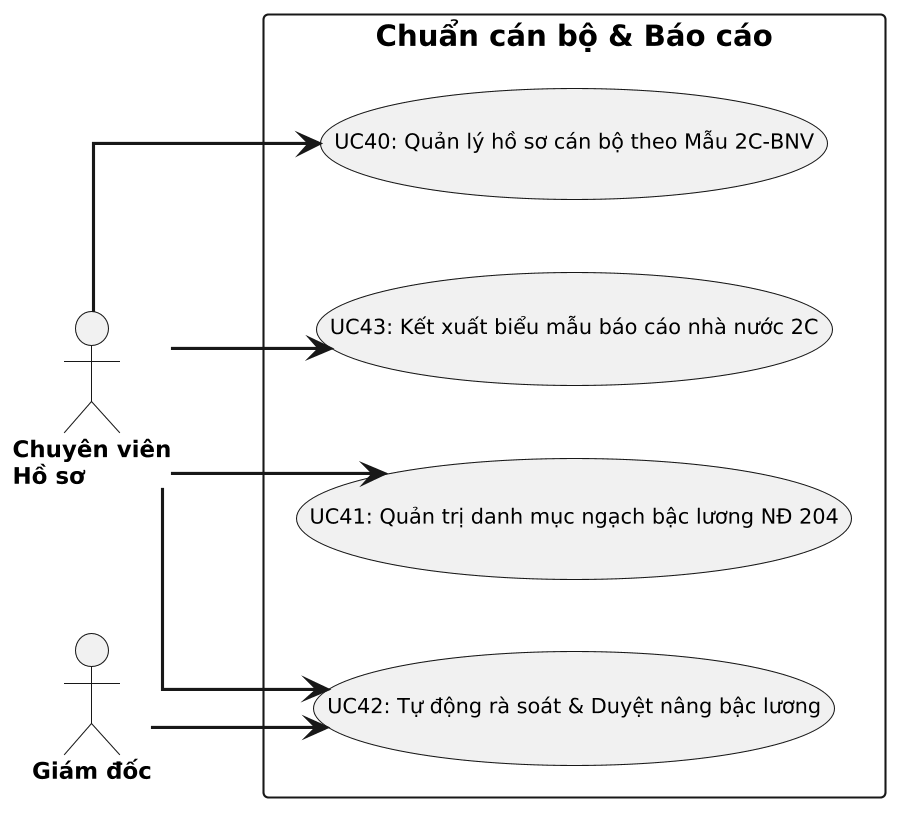 Chuẩn cán bộ & Báo cáo
UC40: Quản lý hồ sơ cán bộ theo Mẫu 2C-BNV
UC43: Kết xuất biểu mẫu báo cáo nhà nước 2C
Chuyên viên
Hồ sơ
UC41: Quản trị danh mục ngạch bậc lương NĐ 204
UC42: Tự động rà soát & Duyệt nâng bậc lương
Giám đốc